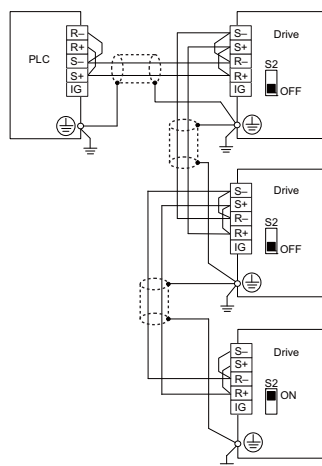 PLC
R–
R+
S–
S+
IG
S–
S+
R–
R+
IG
Drive
S2
OFF
S–
S+
R–
R+
IG
Drive
S2
OFF
S–
S+
R–
R+
IG
Drive
S2
ON